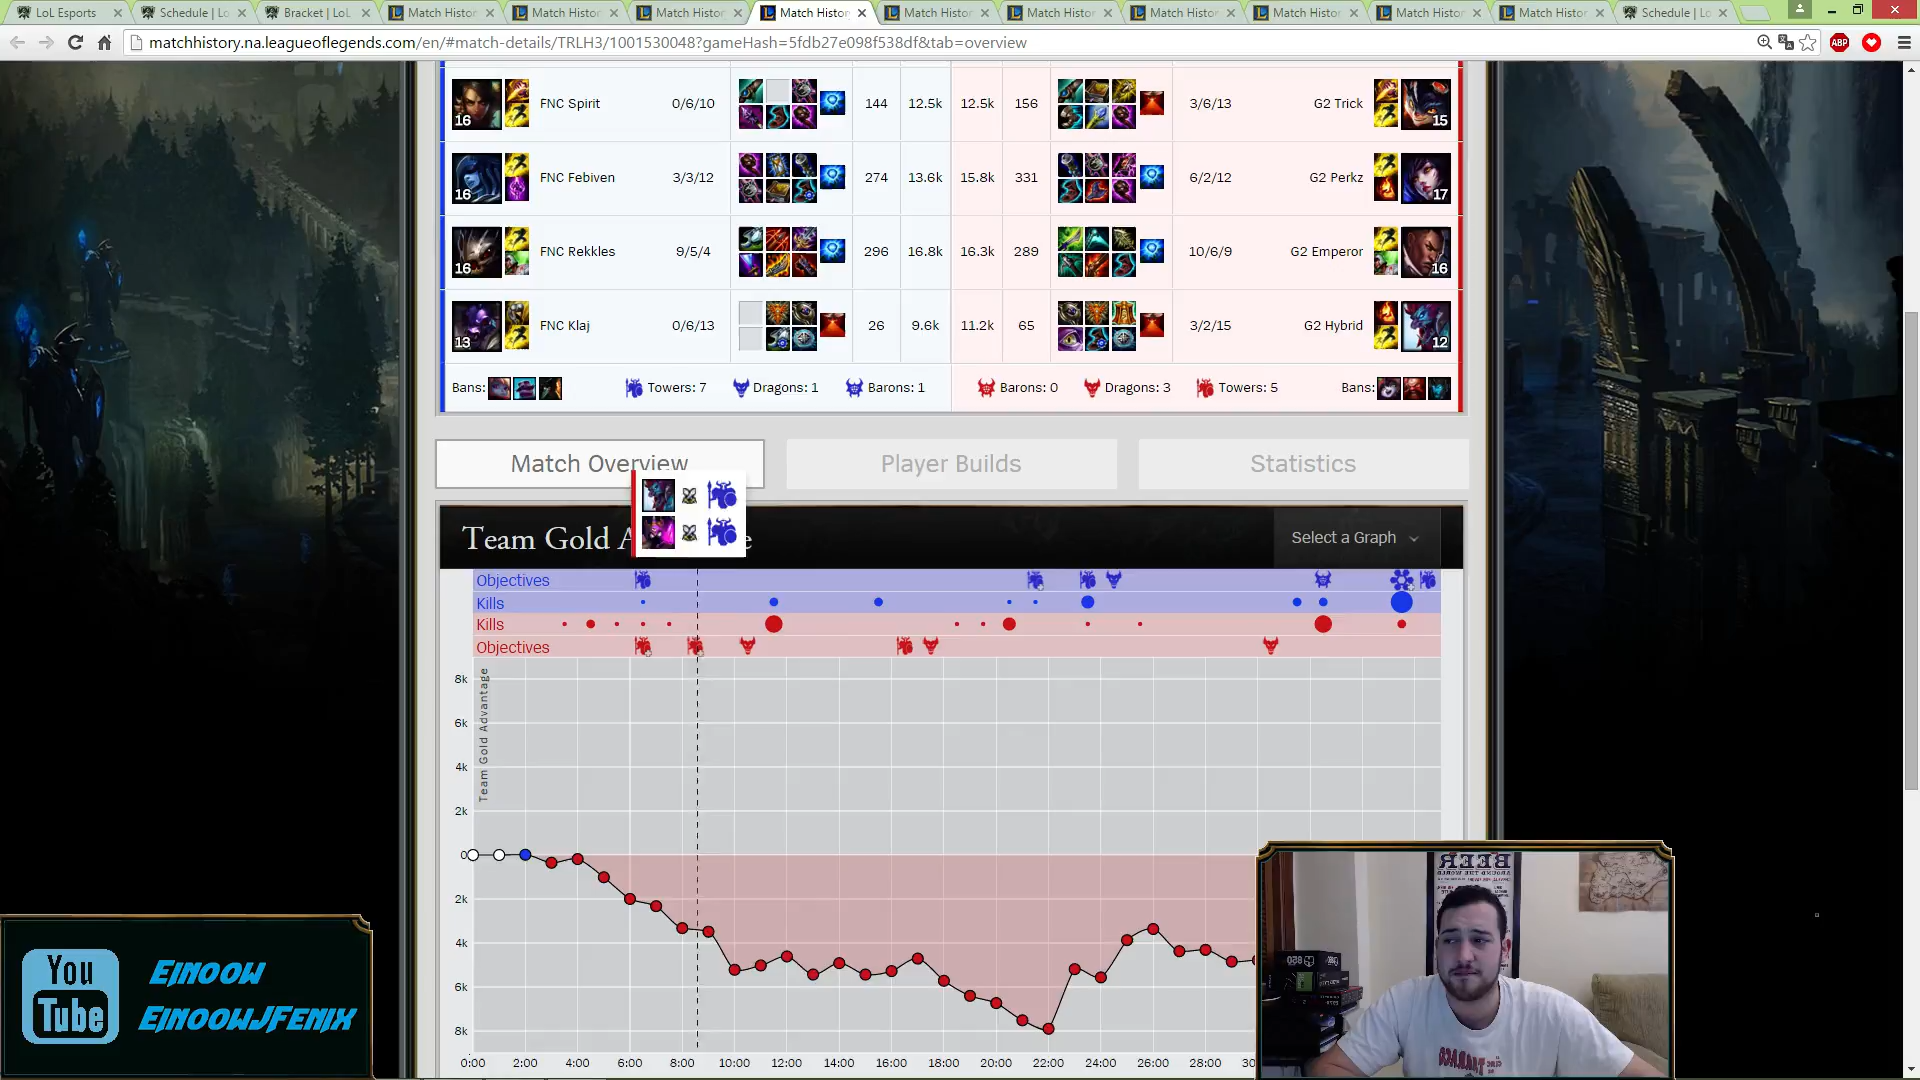 LoL Esports
Schedule | Lo
Bracket | LoL
Match Histor
Match Histor
Match Histor
Match Histor
Match Histor
Match Histor
Match Histor
Match Histor
Match Histor
Match Histor
Schedule | Lo
matchhistory.na.leagueoflegends.com/en/#match-details/TRLH3/1001530048?gameHash=5fdb27e098f538df&tab=overview
ABP
16 FNC Spirit 0/6/10 144 12.5k 12.5k 156 3/6/13 G2 Trick 15
16 FNC Febiven 3/3/12 274 13.6k 15.8k 331 6/2/12 G2 Perkz 17
16 FNC Rekkles 9/5/4 296 16.8k 16.3k 289 10/6/9 G2 Emperor 16
13 FNC Klaj 0/6/13 26 9.6k 11.2k 65 3/2/15 G2 Hybrid 12
Bans: Towers: 7 Dragons: 1 Barons: 1 Barons: 0 Dragons: 3 Towers: 5 Bans:
Match Overview
Player Builds
Statistics
Team Gold A e
Select a Graph
Objectives
Kills
Kills
Objectives
Team Gold Advantage
8k
6k
4k
2k
0
2k
4k
6k
8k
0:00 2:00 4:00 6:00 8:00 10:00 12:00 14:00 16:00 18:00 20:00 22:00 24:00 26:00 28:00 30
You Tube
Einoow
EinoowJFenix
BEER
AROUND THE WORLD